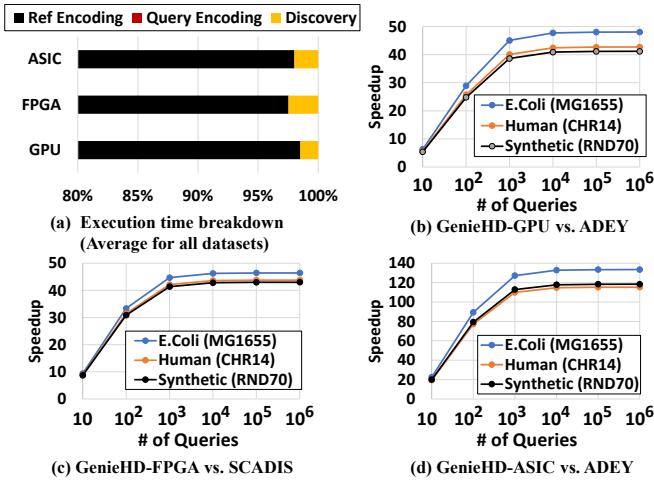 Ref Encoding Query Encoding Discovery
ASIC
FPGA
GPU
80% 85% 90% 95% 100%
(a) Execution time breakdown
(Average for all datasets)
50
40
30
20
10
0
Speedup
E.Coli (MG1655)
Human (CHR14)
Synthetic (RND70)
10 10² 10³ 10⁴ 10⁵ 10⁶
# of Queries
(b) GenieHD-GPU vs. ADEY
50
40
30
20
10
0
Speedup
E.Coli (MG1655)
Human (CHR14)
Synthetic (RND70)
10 10² 10³ 10⁴ 10⁵ 10⁶
# of Queries
(c) GenieHD-FPGA vs. SCADIS
140
120
100
80
60
40
20
0
Speedup
E.Coli (MG1655)
Human (CHR14)
Synthetic (RND70)
10 10² 10³ 10⁴ 10⁵ 10⁶
# of Queries
(d) GenieHD-ASIC vs. ADEY